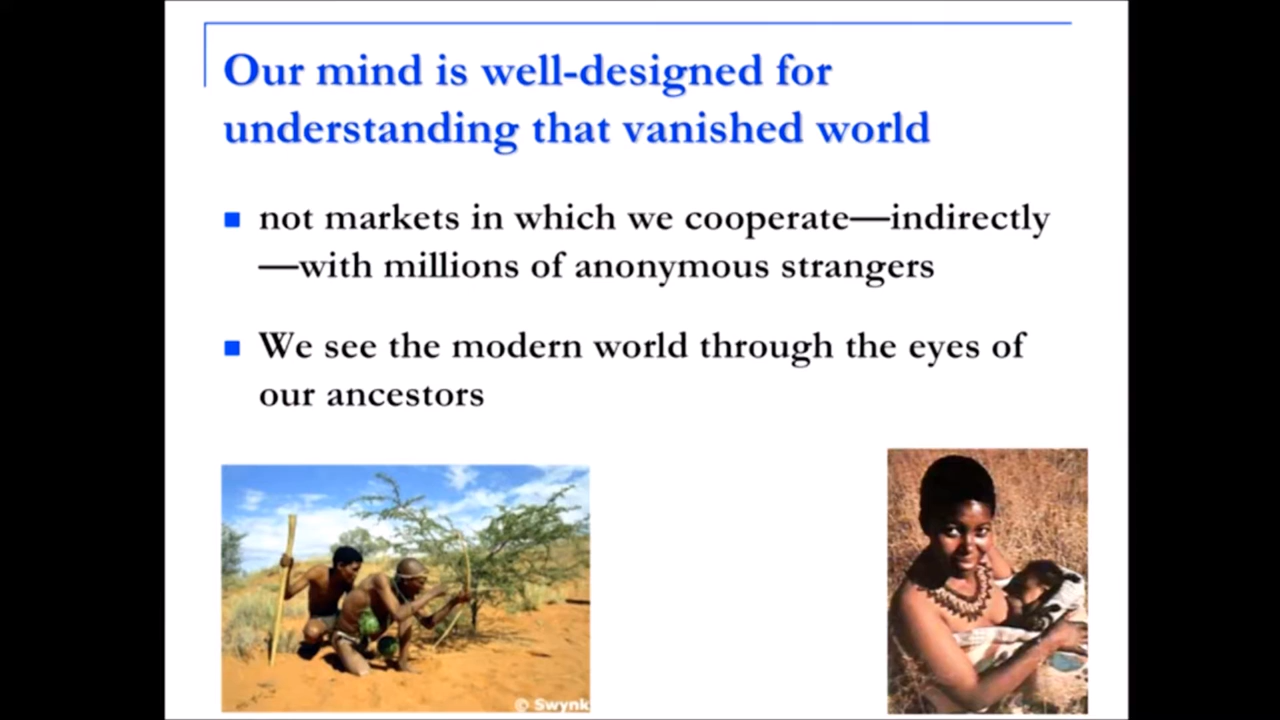 Our mind is well-designed for
understanding that vanished world
not markets in which we cooperate—indirectly
—with millions of anonymous strangers
We see the modern world through the eyes of
our ancestors
© Swynk